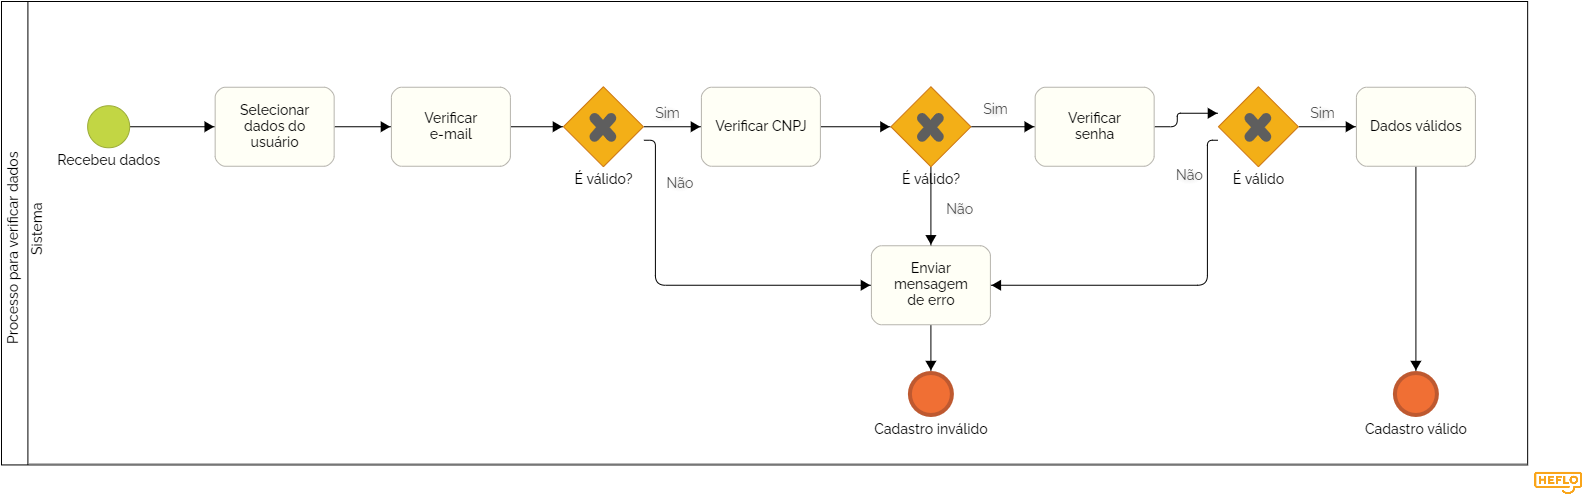 Processo para verificar dados
Sistema
Recebeu dados
Selecionar
dados do
usuário
Verificar
e-mail
É válido?
Sim
Não
Verificar CNPJ
É válido?
Sim
Não
Verificar
senha
É válido
Sim
Não
Dados válidos
Enviar
mensagem
de erro
Cadastro inválido
Cadastro válido
HEFLO